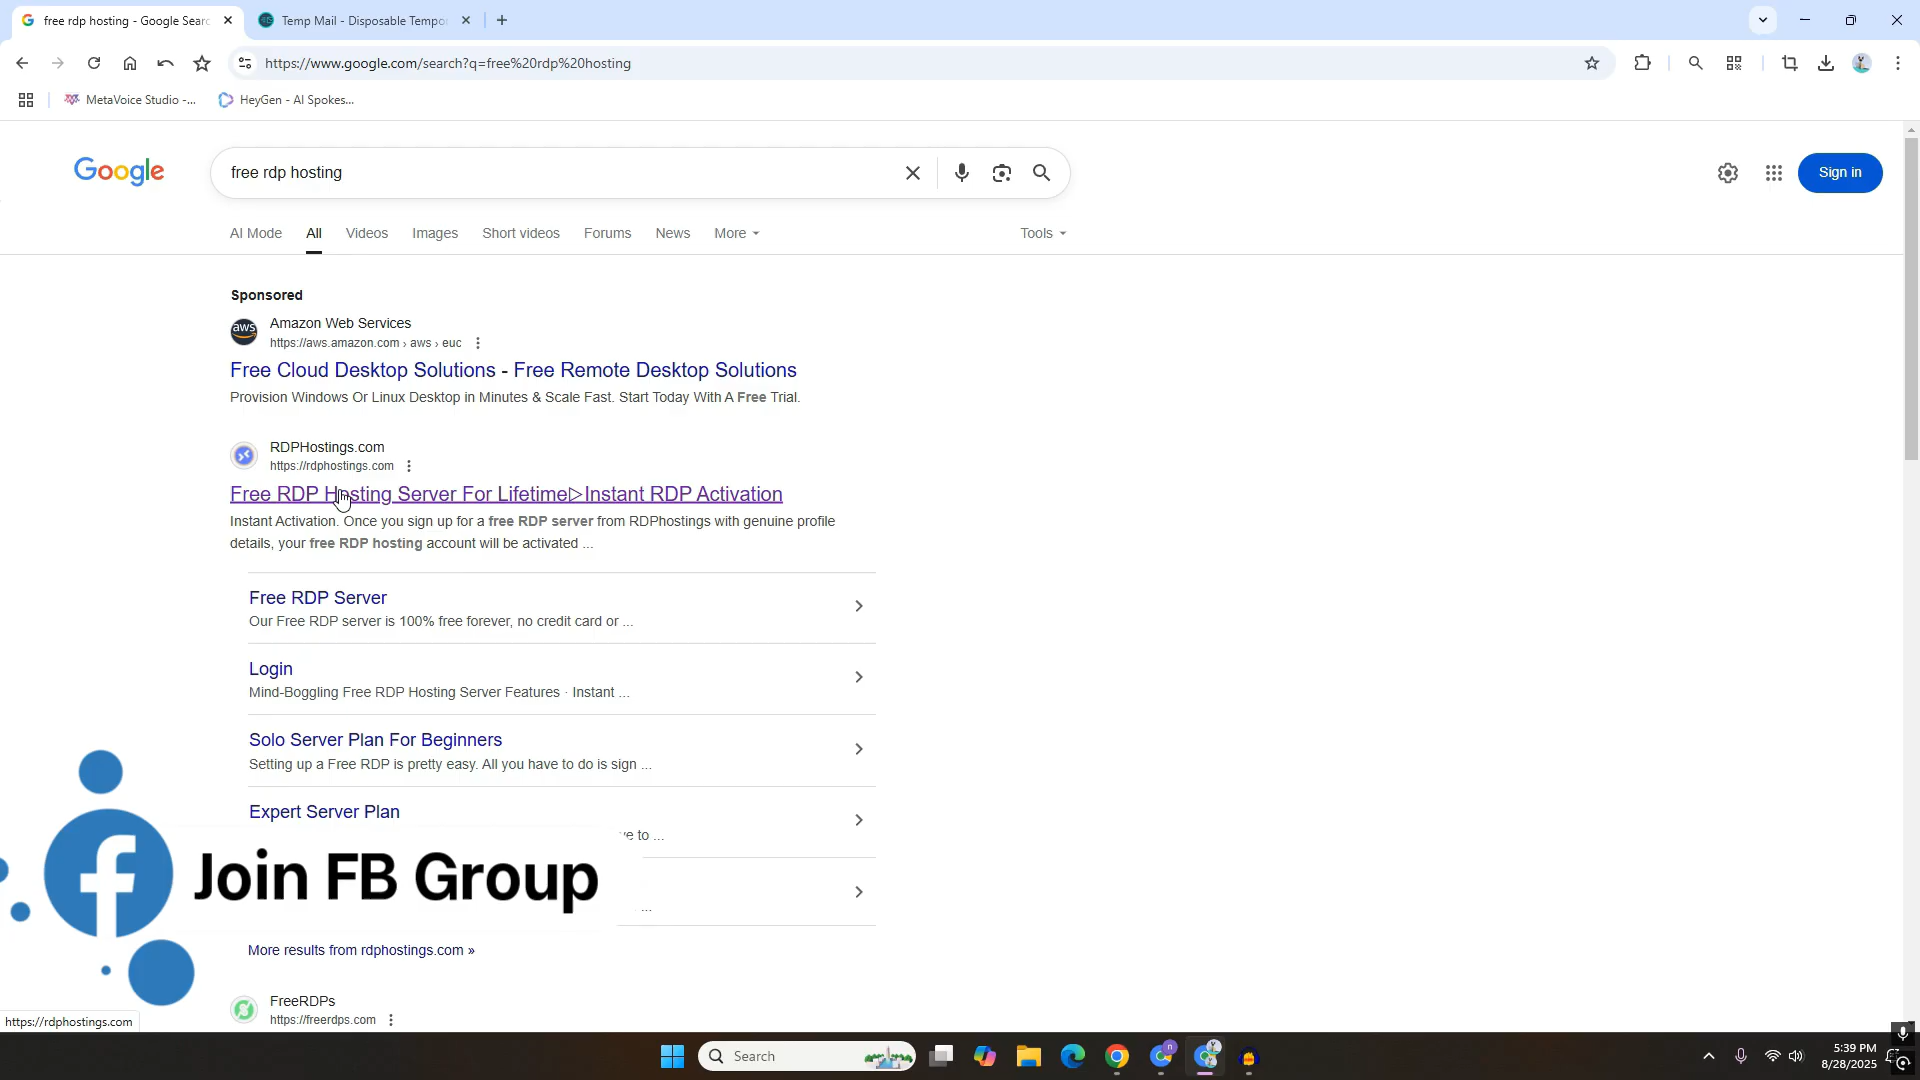 free rdp hosting - Google Searc
Temp Mail - Disposable Tempo
https://www.google.com/search?q=free%20rdp%20hosting
MetaVoice Studio -...
HeyGen - AI Spokes...
Google
free rdp hosting
Sign in
AI Mode
All
Videos
Images
Short videos
Forums
News
More
Tools
Sponsored
aws
Amazon Web Services
https://aws.amazon.com › aws › euc
Free Cloud Desktop Solutions - Free Remote Desktop Solutions
Provision Windows Or Linux Desktop in Minutes & Scale Fast. Start Today With A Free Trial.
RDPHostings.com
https://rdphostings.com
Free RDP Hosting Server For Lifetime▷Instant RDP Activation
Instant Activation. Once you sign up for a free RDP server from RDPhostings with genuine profile
details, your free RDP hosting account will be activated ...
Free RDP Server
Our Free RDP server is 100% free forever, no credit card or ...
Login
Mind-Boggling Free RDP Hosting Server Features · Instant ...
Solo Server Plan For Beginners
Setting up a Free RDP is pretty easy. All you have to do is sign ...
Expert Server Plan
to ...
Join FB Group
...
More results from rdphostings.com »
FreeRDPs
https://freerdps.com
https://rdphostings.com
Search
n
5:39 PM
8/28/2025